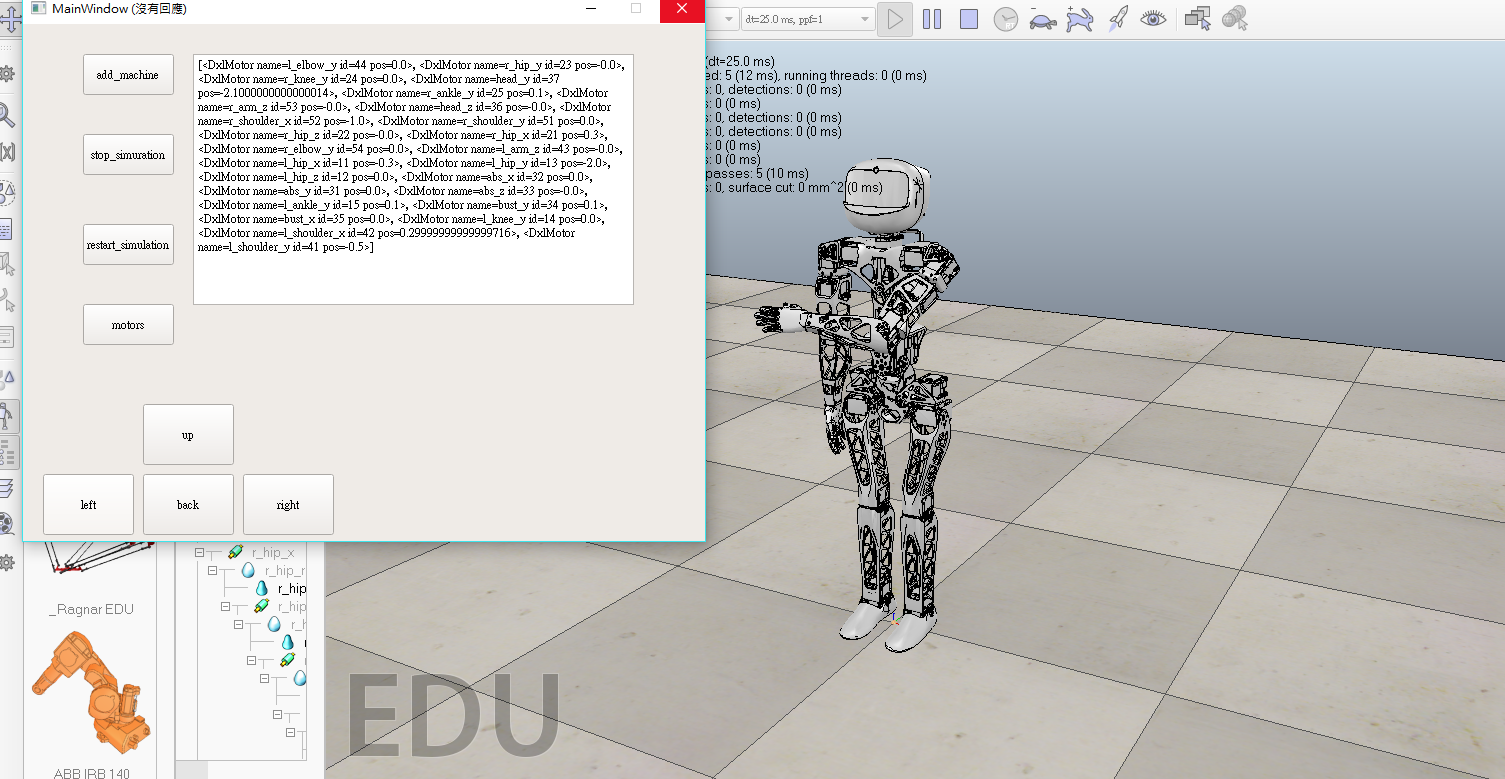 MainWindow (沒有回應)
add_machine
stop_simuration
restart_simulation
motors
up
left
back
right
[<DxlMotor name=l_elbow_y id=44 pos=0.0>, <DxlMotor name=r_hip_y id=23 pos=-0.0>,
<DxlMotor name=r_knee_y id=24 pos=0.0>, <DxlMotor name=head_y id=37
pos=-2.1000000000000014>, <DxlMotor name=r_ankle_y id=25 pos=0.1>, <DxlMotor
name=r_arm_z id=53 pos=-0.0>, <DxlMotor name=head_z id=36 pos=-0.0>, <DxlMotor
name=r_shoulder_x id=52 pos=-1.0>, <DxlMotor name=r_shoulder_y id=51 pos=0.0>,
<DxlMotor name=r_hip_z id=22 pos=-0.0>, <DxlMotor name=r_hip_x id=21 pos=0.3>,
<DxlMotor name=r_elbow_y id=54 pos=0.0>, <DxlMotor name=l_arm_z id=43 pos=-0.0>,
<DxlMotor name=l_hip_x id=11 pos=-0.3>, <DxlMotor name=l_hip_y id=13 pos=-2.0>,
<DxlMotor name=l_hip_z id=12 pos=0.0>, <DxlMotor name=abs_x id=32 pos=0.0>,
<DxlMotor name=abs_y id=31 pos=0.0>, <DxlMotor name=abs_z id=33 pos=-0.0>,
<DxlMotor name=l_ankle_y id=15 pos=0.1>, <DxlMotor name=bust_y id=34 pos=0.1>,
<DxlMotor name=bust_x id=35 pos=0.0>, <DxlMotor name=l_knee_y id=14 pos=0.0>,
<DxlMotor name=l_shoulder_x id=42 pos=0.29999999999999716>, <DxlMotor
name=l_shoulder_y id=41 pos=-0.5>]
dt=25.0 ms, ppf=1
RT
(dt=25.0 ms)
ed: 5 (12 ms), running threads: 0 (0 ms)
s: 0, detections: 0 (0 ms)
s: 0 (0 ms)
s: 0, detections: 0 (0 ms)
s: 0, detections: 0 (0 ms)
s: 0 (0 ms)
s: 0 (0 ms)
passes: 5 (10 ms)
s: 0, surface cut: 0 mm^2 (0 ms)
_Ragnar EDU
ABB IRB 140
r_hip_x
r_hip_r
r_hip
r_hip
r_h
EDU